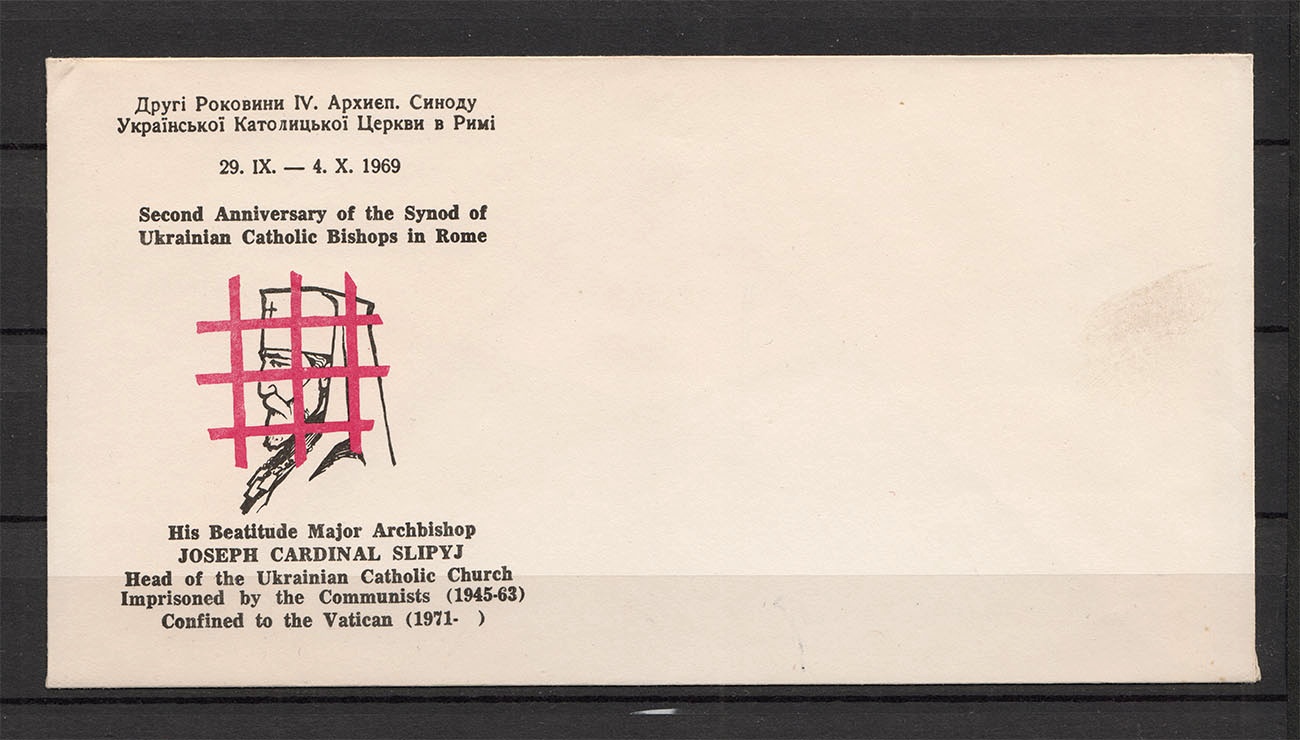 Другі Роковини IV. Архиєп. Синоду
Української Католицької Церкви в Римі
29. IX. — 4. X. 1969
Second Anniversary of the Synod of
Ukrainian Catholic Bishops in Rome
His Beatitude Major Archbishop
JOSEPH CARDINAL SLIPYJ
Head of the Ukrainian Catholic Church
Imprisoned by the Communists (1945-63)
Confined to the Vatican (1971-  )